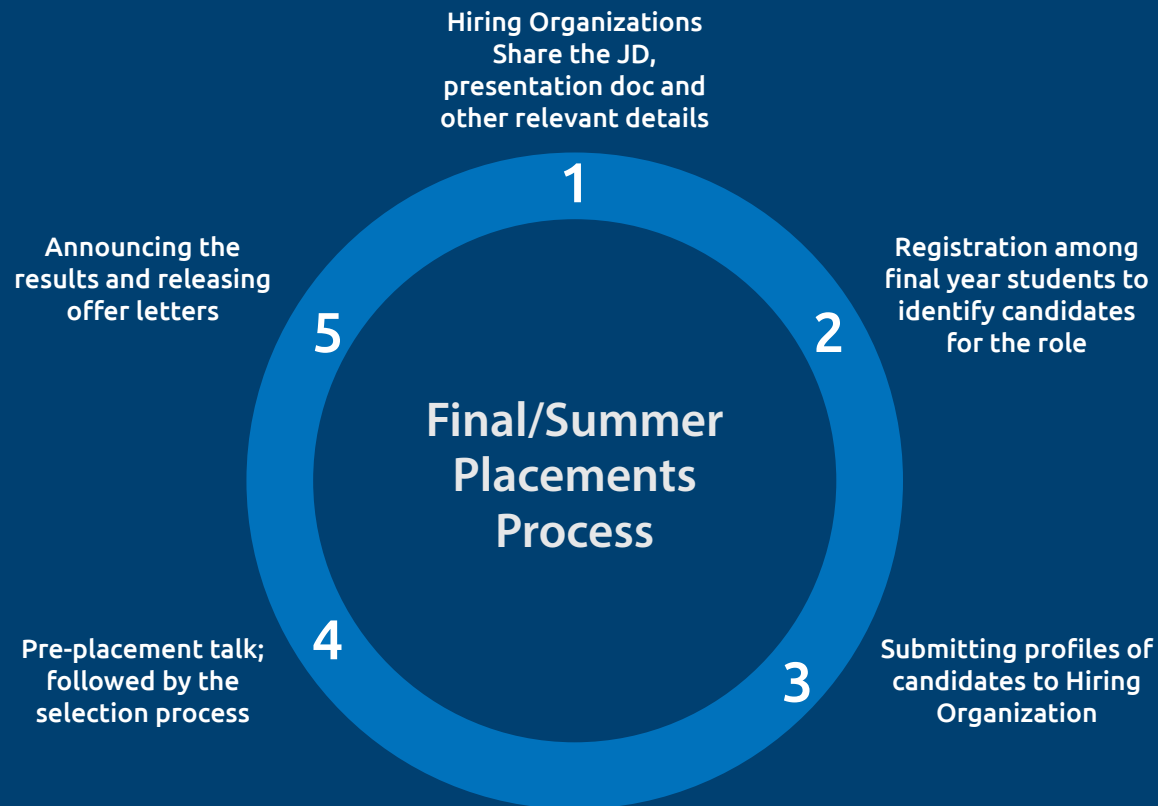 Hiring Organizations
Share the JD,
presentation doc and
other relevant details
1
Registration among
final year students to
identify candidates
for the role
2
Submitting profiles of
candidates to Hiring
Organization
3
Pre-placement talk;
followed by the
selection process
4
Announcing the
results and releasing
offer letters
5
Final/Summer
Placements
Process